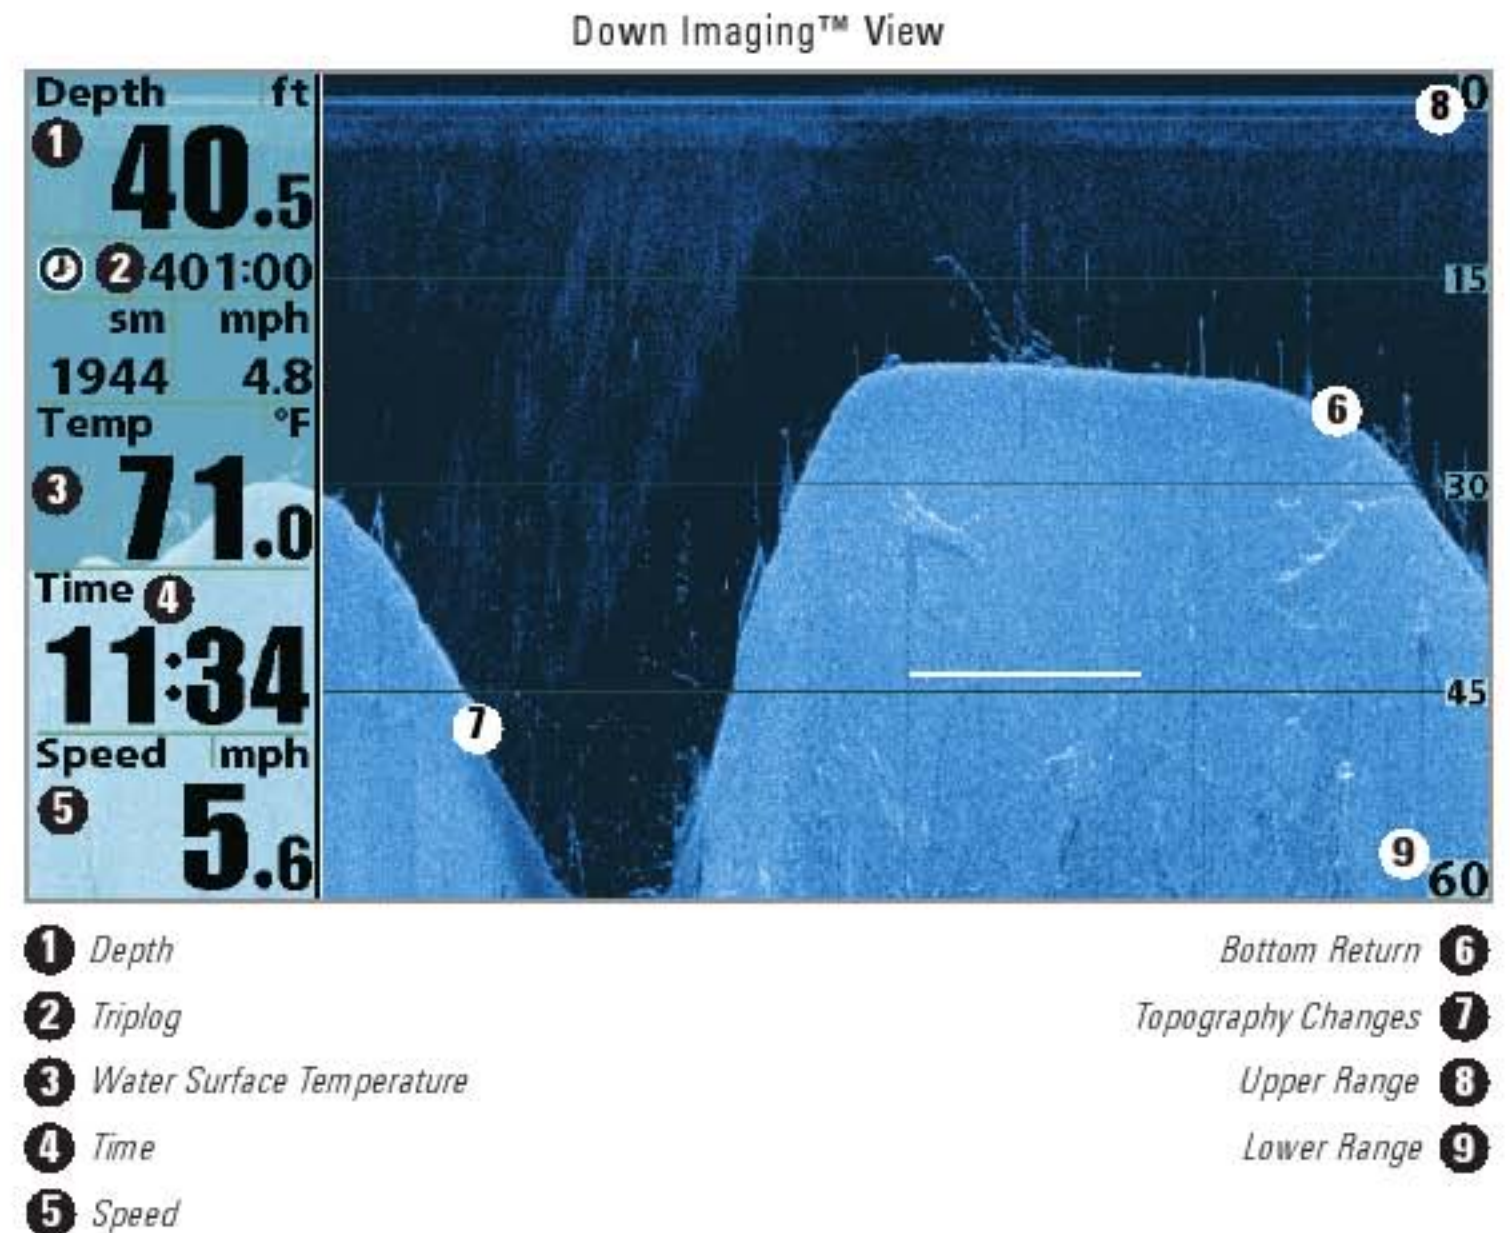 Down Imaging™ View
Depth ft
1
40.5
2 401:00
sm mph
1944 4.8
Temp °F
3
71.0
Time 4
11:34
Speed mph
5
5.6
8 0
15
6
30
45
7
9
60
1 Depth
2 Triplog
3 Water Surface Temperature
4 Time
5 Speed
Bottom Return 6
Topography Changes 7
Upper Range 8
Lower Range 9